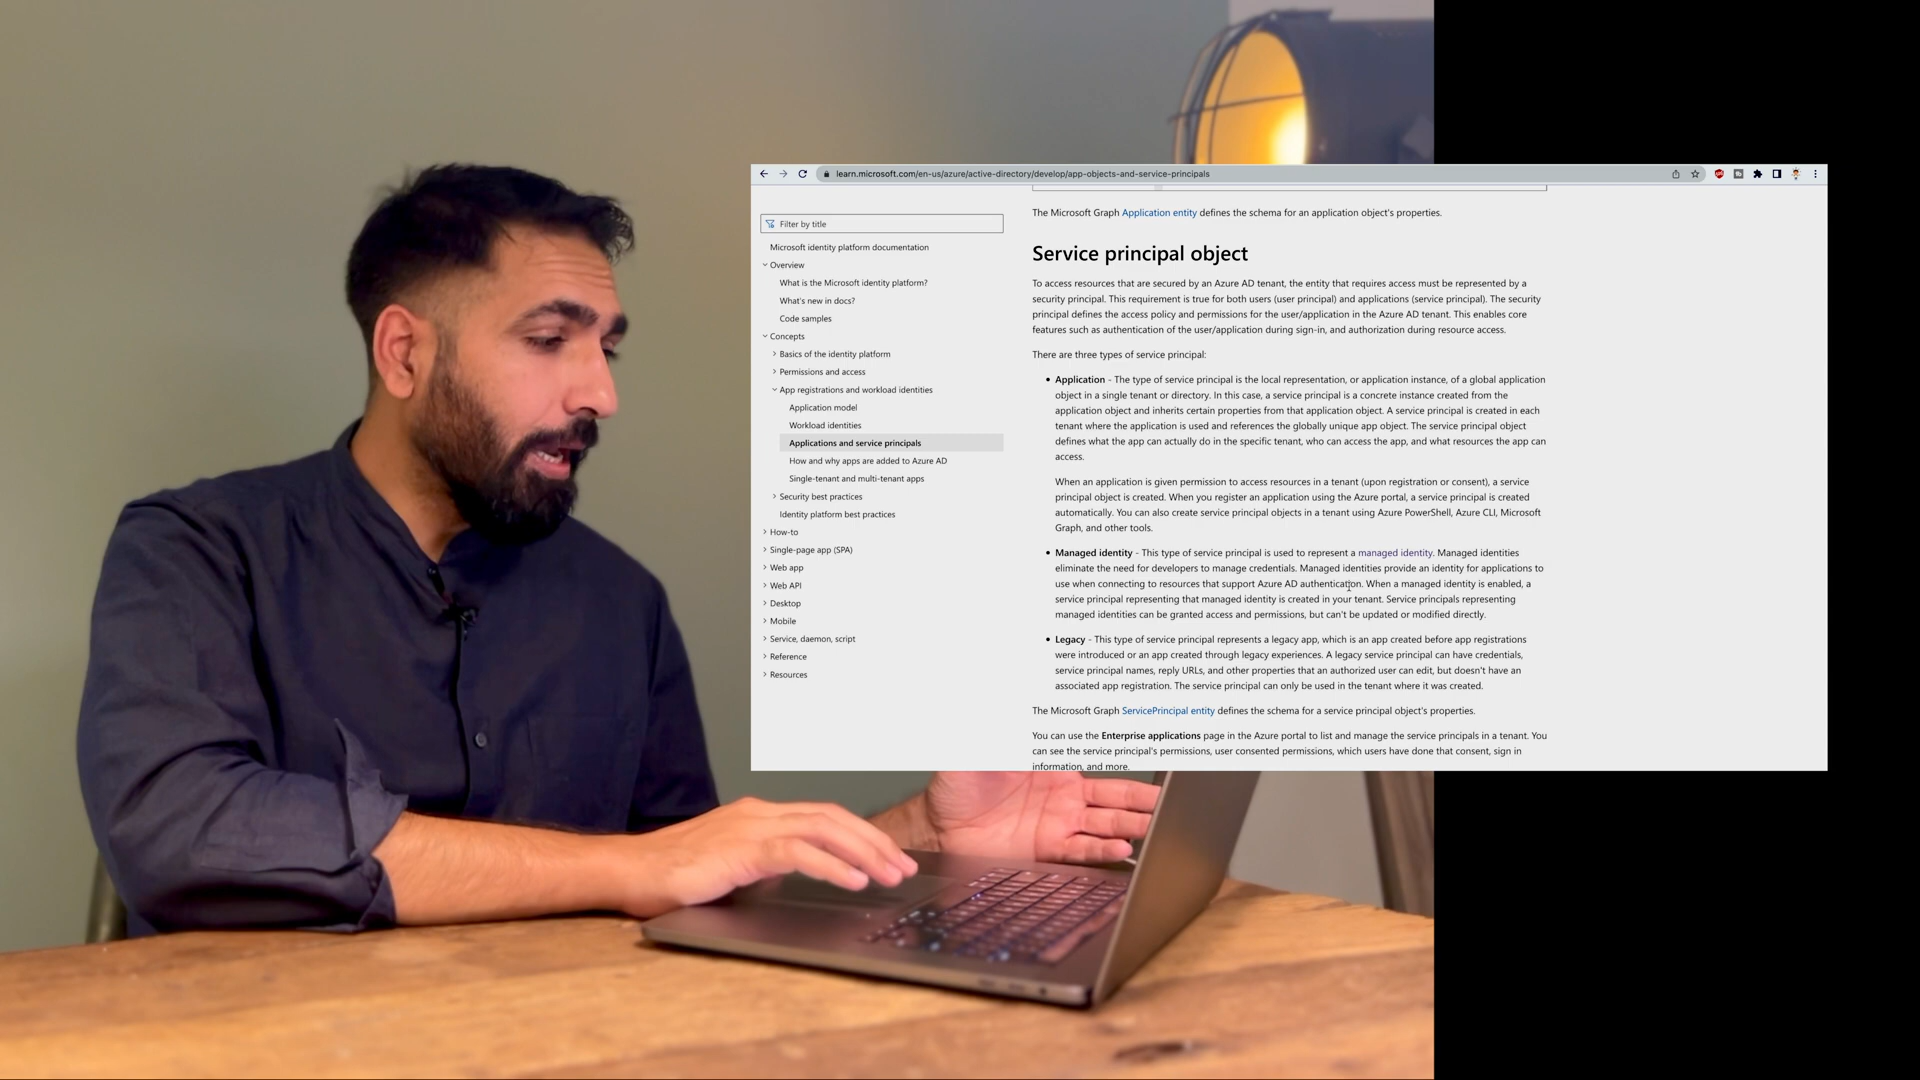 learn.microsoft.com/en-us/azure/active-directory/develop/app-objects-and-service-principals
Filter by title
Microsoft identity platform documentation
Overview
What is the Microsoft identity platform?
What's new in docs?
Code samples
Concepts
Basics of the identity platform
Permissions and access
App registrations and workload identities
Application model
Workload identities
Applications and service principals
How and why apps are added to Azure AD
Single-tenant and multi-tenant apps
Security best practices
Identity platform best practices
How-to
Single-page app (SPA)
Web app
Web API
Desktop
Mobile
Service, daemon, script
Reference
Resources
The Microsoft Graph Application entity defines the schema for an application object's properties.
Service principal object
To access resources that are secured by an Azure AD tenant, the entity that requires access must be represented by a
security principal. This requirement is true for both users (user principal) and applications (service principal). The security
principal defines the access policy and permissions for the user/application in the Azure AD tenant. This enables core
features such as authentication of the user/application during sign-in, and authorization during resource access.
There are three types of service principal:
• Application - The type of service principal is the local representation, or application instance, of a global application
object in a single tenant or directory. In this case, a service principal is a concrete instance created from the
application object and inherits certain properties from that application object. A service principal is created in each
tenant where the application is used and references the globally unique app object. The service principal object
defines what the app can actually do in the specific tenant, who can access the app, and what resources the app can
access.
When an application is given permission to access resources in a tenant (upon registration or consent), a service
principal object is created. When you register an application using the Azure portal, a service principal is created
automatically. You can also create service principal objects in a tenant using Azure PowerShell, Azure CLI, Microsoft
Graph, and other tools.
• Managed identity - This type of service principal is used to represent a managed identity. Managed identities
eliminate the need for developers to manage credentials. Managed identities provide an identity for applications to
use when connecting to resources that support Azure AD authentication. When a managed identity is enabled, a
service principal representing that managed identity is created in your tenant. Service principals representing
managed identities can be granted access and permissions, but can't be updated or modified directly.
• Legacy - This type of service principal represents a legacy app, which is an app created before app registrations
were introduced or an app created through legacy experiences. A legacy service principal can have credentials,
service principal names, reply URLs, and other properties that an authorized user can edit, but doesn't have an
associated app registration. The service principal can only be used in the tenant where it was created.
The Microsoft Graph ServicePrincipal entity defines the schema for a service principal object's properties.
You can use the Enterprise applications page in the Azure portal to list and manage the service principals in a tenant. You
can see the service principal's permissions, user consented permissions, which users have done that consent, sign in
information, and more.